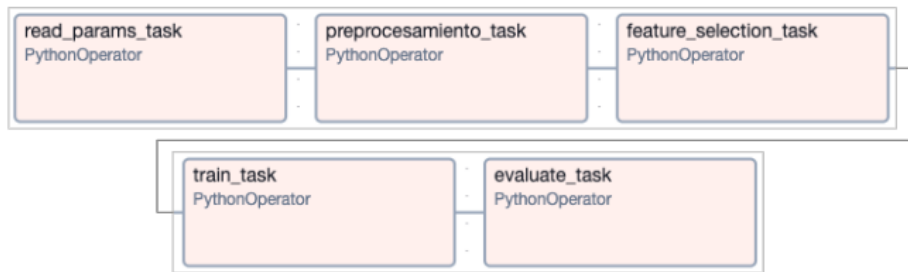 read_params_task
PythonOperator
preprocesamiento_task
PythonOperator
feature_selection_task
PythonOperator
train_task
PythonOperator
evaluate_task
PythonOperator